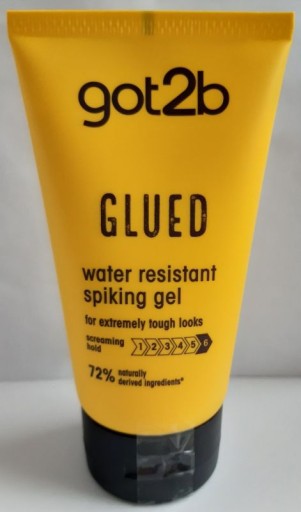 got2b
GLUED
water resistant
spiking gel
for extremely tough looks
screaming
hold
1 2 3 4 5 6
72% naturally
derived ingredients*